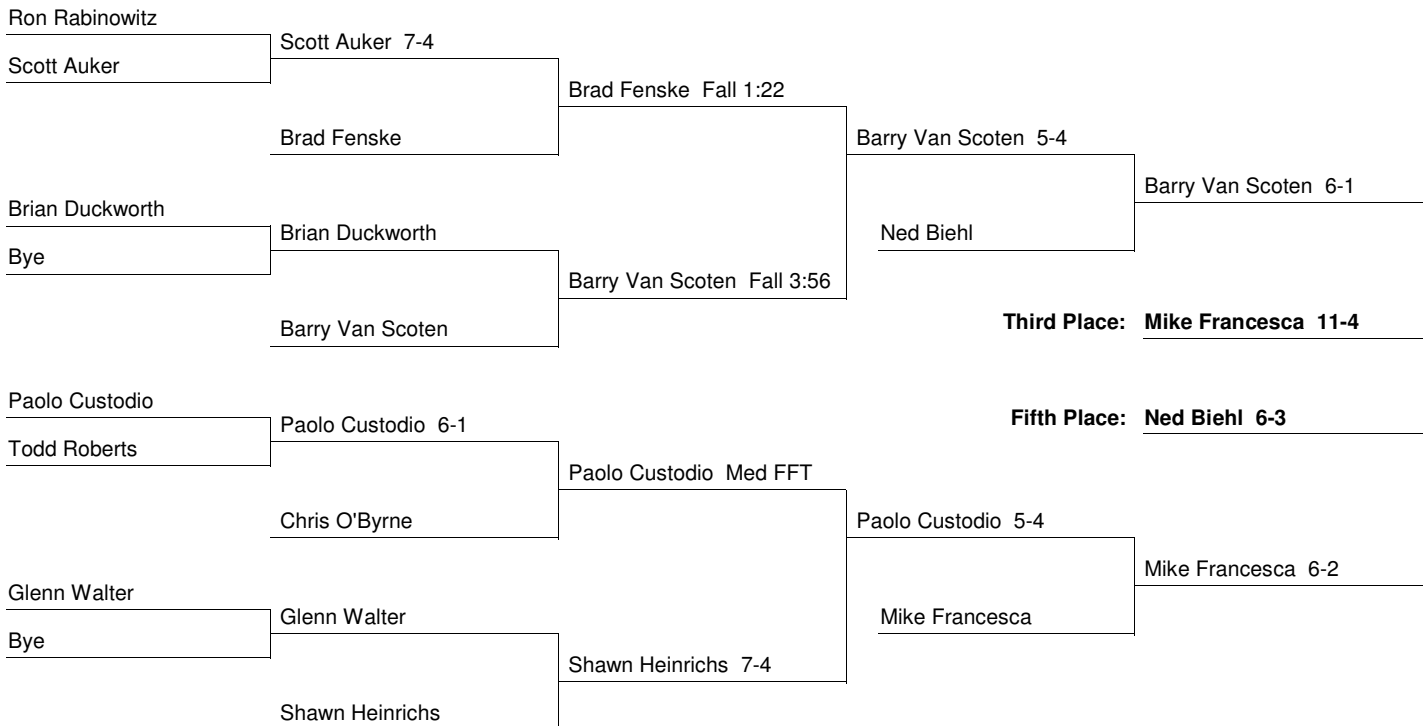 Ron Rabinowitz
Scott Auker 7-4
Scott Auker
Brad Fenske Fall 1:22
Brad Fenske
Barry Van Scoten 5-4
Barry Van Scoten 6-1
Brian Duckworth
Brian Duckworth
Ned Biehl
Bye
Barry Van Scoten Fall 3:56
Barry Van Scoten
Third Place: Mike Francesca 11-4
Paolo Custodio
Paolo Custodio 6-1
Fifth Place: Ned Biehl 6-3
Todd Roberts
Paolo Custodio Med FFT
Chris O'Byrne
Paolo Custodio 5-4
Mike Francesca 6-2
Glenn Walter
Glenn Walter
Mike Francesca
Bye
Shawn Heinrichs 7-4
Shawn Heinrichs